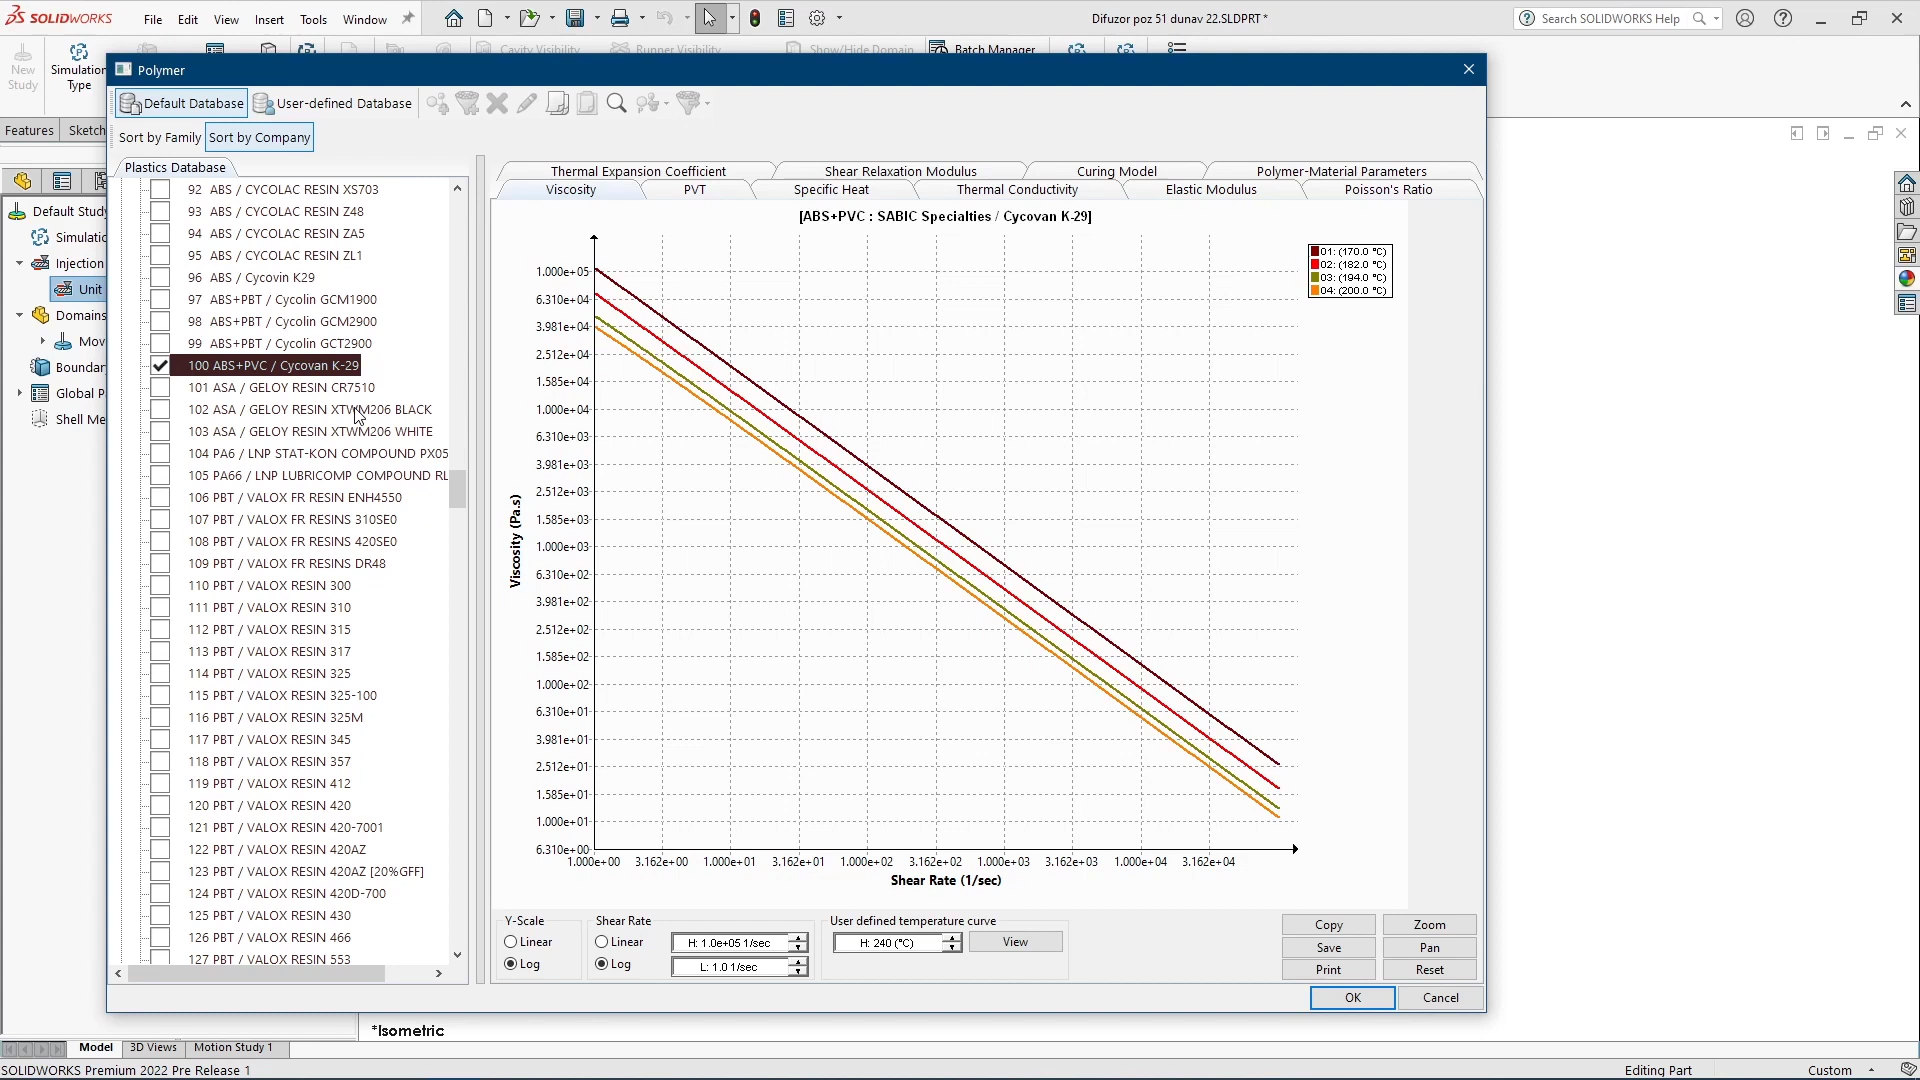 SOLIDWORKS File Edit View Insert Tools Window
Difuzor poz 51 dunav 22.SLDPRT *
Search SOLIDWORKS Help
New Study
Simulation Type
Cavity Visibility
Runner Visibility
Show/Hide Domain
Batch Manager
Features
Sketch
Polymer
Default Database
User-defined Database
Sort by Family
Sort by Company
Plastics Database
Default Study
Injection
Unit
Domains
Global P
Shell Me
92 ABS / CYCOLAC RESIN XS703
93 ABS / CYCOLAC RESIN Z48
94 ABS / CYCOLAC RESIN ZA5
95 ABS / CYCOLAC RESIN ZL1
96 ABS / Cycovin K29
97 ABS+PBT / Cycolin GCM1900
98 ABS+PBT / Cycolin GCM2900
99 ABS+PBT / Cycolin GCT2900
100 ABS+PVC / Cycovan K-29
101 ASA / GELOY RESIN CR7510
102 ASA / GELOY RESIN XTWM206 BLACK
103 ASA / GELOY RESIN XTWM206 WHITE
104 PA6 / LNP STAT-KON COMPOUND PX05
105 PA66 / LNP LUBRICOMP COMPOUND RL
106 PBT / VALOX FR RESIN ENH4550
107 PBT / VALOX FR RESINS 310SE0
108 PBT / VALOX FR RESINS 420SE0
109 PBT / VALOX FR RESINS DR48
110 PBT / VALOX RESIN 300
111 PBT / VALOX RESIN 310
112 PBT / VALOX RESIN 315
113 PBT / VALOX RESIN 317
114 PBT / VALOX RESIN 325
115 PBT / VALOX RESIN 325-100
116 PBT / VALOX RESIN 325M
117 PBT / VALOX RESIN 345
118 PBT / VALOX RESIN 357
119 PBT / VALOX RESIN 412
120 PBT / VALOX RESIN 420
121 PBT / VALOX RESIN 420-7001
122 PBT / VALOX RESIN 420AZ
123 PBT / VALOX RESIN 420AZ [20%GFF]
124 PBT / VALOX RESIN 420D-700
125 PBT / VALOX RESIN 430
126 PBT / VALOX RESIN 466
127 PBT / VALOX RESIN 553
Thermal Expansion Coefficient
Shear Relaxation Modulus
Curing Model
Polymer-Material Parameters
Viscosity
PVT
Specific Heat
Thermal Conductivity
Elastic Modulus
Poisson's Ratio
[ABS+PVC : SABIC Specialties / Cycovan K-29]
01: (170.0 °C)
02: (182.0 °C)
03: (194.0 °C)
04: (200.0 °C)
Viscosity (Pa.s)
1.000e+05
6.310e+04
3.981e+04
2.512e+04
1.585e+04
1.000e+04
6.310e+03
3.981e+03
2.512e+03
1.585e+03
1.000e+03
6.310e+02
3.981e+02
2.512e+02
1.585e+02
1.000e+02
6.310e+01
3.981e+01
2.512e+01
1.585e+01
1.000e+01
6.310e+00
1.000e+00 3.162e+00 1.000e+01 3.162e+01 1.000e+02 3.162e+02 1.000e+03 3.162e+03 1.000e+04 3.162e+04
Shear Rate (1/sec)
Y-Scale
Linear
Log
Shear Rate
Linear
Log
H: 1.0e+05 1/sec
L: 1.0 1/sec
User defined temperature curve
H: 240 (°C)
View
Copy
Zoom
Save
Pan
Print
Reset
OK
Cancel
*Isometric
Model
3D Views
Motion Study 1
SOLIDWORKS Premium 2022 Pre Release 1
Editing Part
Custom